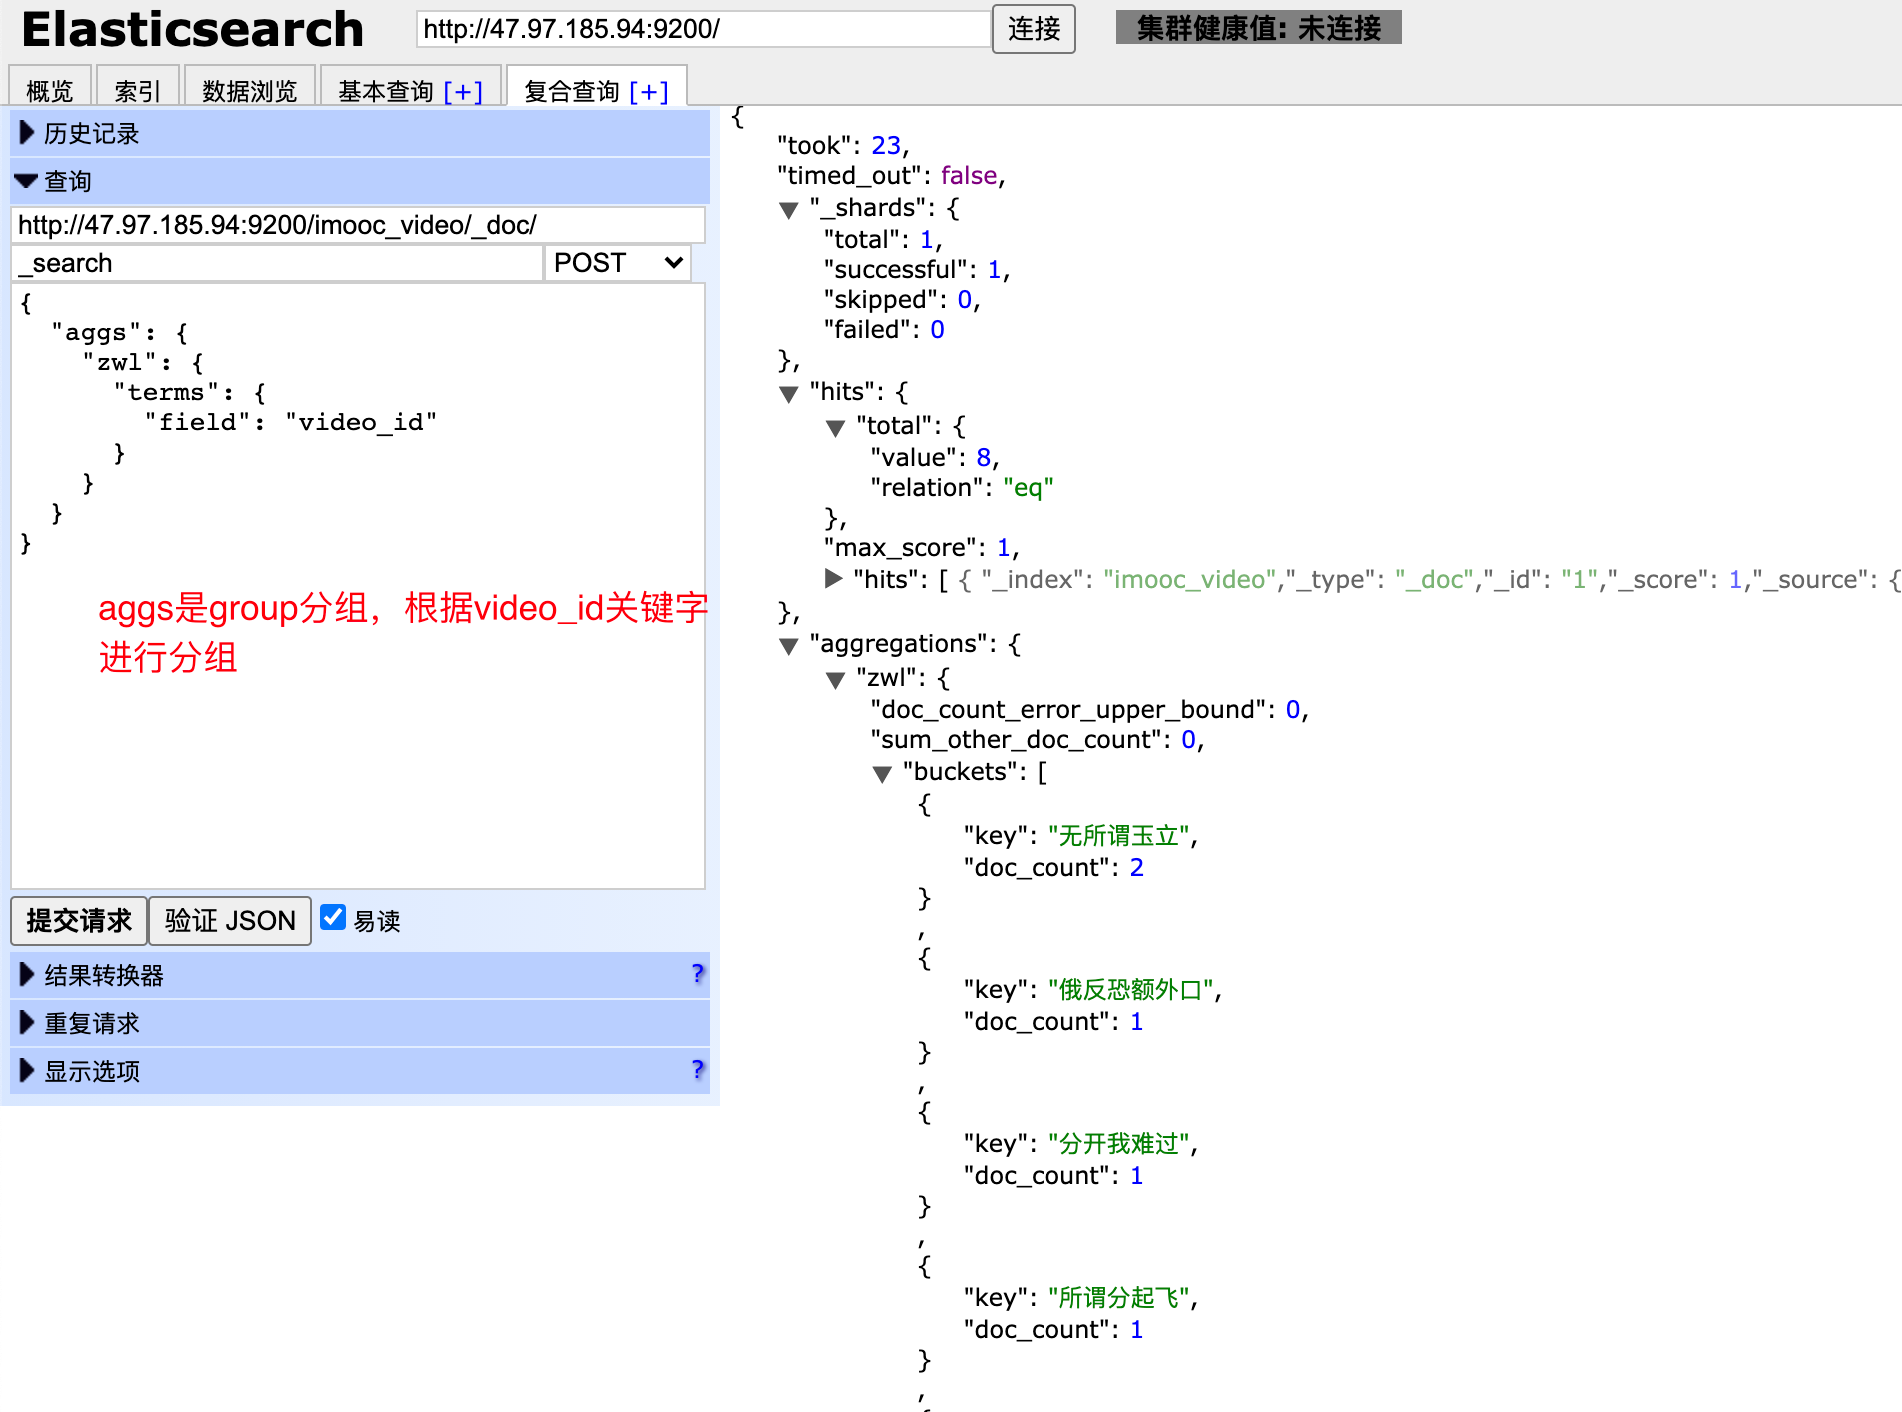 Elasticsearch
http://47.97.185.94:9200/
连接
集群健康值: 未连接
概览
索引
数据浏览
基本查询 [+]
复合查询 [+]
历史记录
查询
http://47.97.185.94:9200/imooc_video/_doc/
_search
POST
{
"aggs": {
"zwl": {
"terms": {
"field": "video_id"
}
}
}
}
aggs是group分组，根据video_id关键字
进行分组
提交请求
验证 JSON
易读
结果转换器 ?
重复请求
显示选项 ?
{
"took": 23,
"timed_out": false,
"_shards": {
"total": 1,
"successful": 1,
"skipped": 0,
"failed": 0
},
"hits": {
"total": {
"value": 8,
"relation": "eq"
},
"max_score": 1,
"hits": [ { "_index": "imooc_video","_type": "_doc","_id": "1","_score": 1,"_source": {
},
"aggregations": {
"zwl": {
"doc_count_error_upper_bound": 0,
"sum_other_doc_count": 0,
"buckets": [
{
"key": "无所谓玉立",
"doc_count": 2
}
,
{
"key": "俄反恐额外口",
"doc_count": 1
}
,
{
"key": "分开我难过",
"doc_count": 1
}
,
{
"key": "所谓分起飞",
"doc_count": 1
}
,